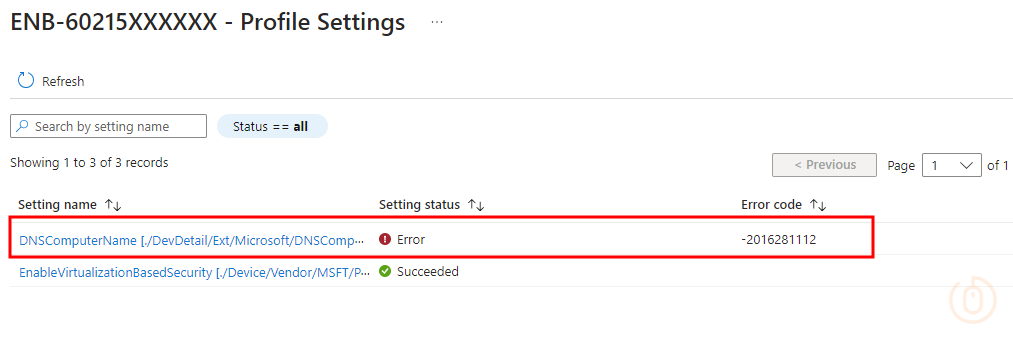 ENB-60215XXXXXX - Profile Settings ...
Refresh
Search by setting name Status == all
Showing 1 to 3 of 3 records
< Previous Page 1 of 1
Setting name ↑↓ Setting status ↑↓ Error code ↑↓
DNSComputerName [./DevDetail/Ext/Microsoft/DNSComp... Error -2016281112
EnableVirtualizationBasedSecurity [./Device/Vendor/MSFT/P... Succeeded